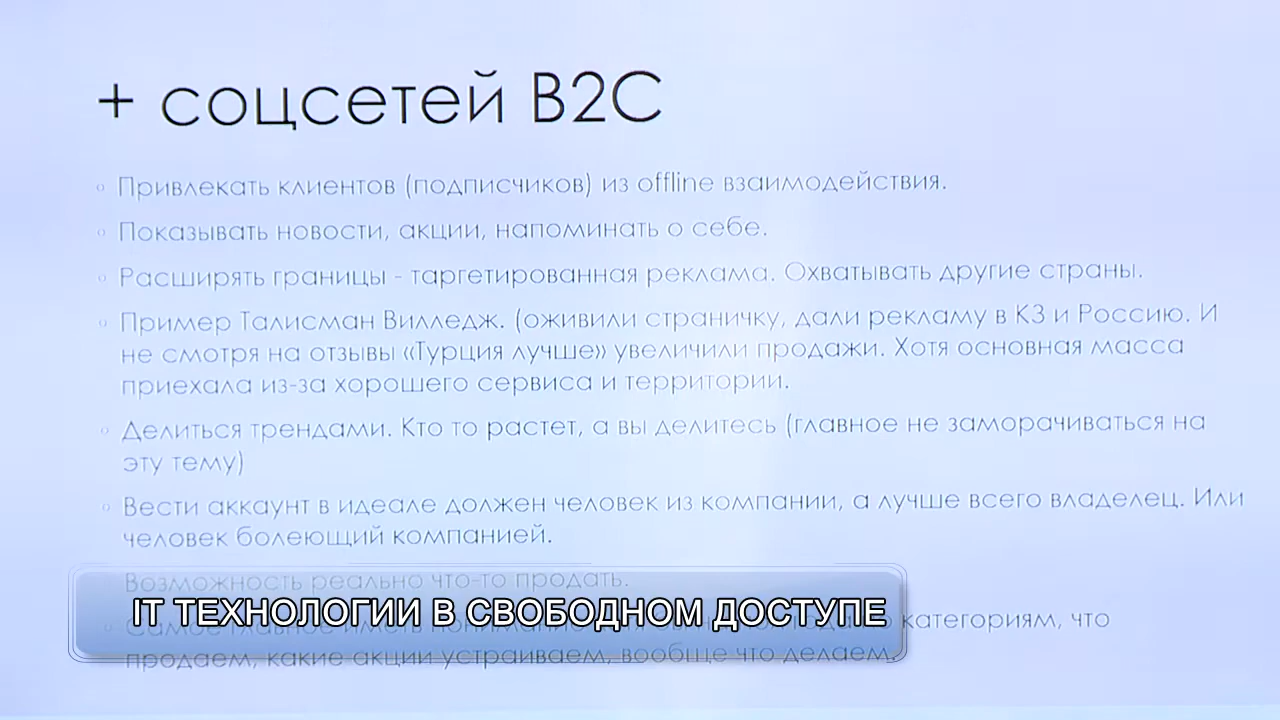 + соцсетей B2C
Привлекать клиентов (подписчиков) из offline взаимодействия.
Показывать новости, акции, напоминать о себе.
Расширять границы - таргетированная реклама. Охватывать другие страны.
Пример Талисман Вилледж. (оживили страничку, дали рекламу в КЗ и Россию. И
не смотря на отзывы «Турция лучше» увеличили продажи. Хотя основная масса
приехала из-за хорошего сервиса и территории.
Делиться трендами. Кто то растет, а вы делитесь (главное не заморачиваться на
эту тему)
Вести аккаунт в идеале должен человек из компании, а лучше всего владелец. Или
человек болеющий компанией.
Возможность реально что-то продать.
IT ТЕХНОЛОГИИ В СВОБОДНОМ ДОСТУПЕ
Самое главное иметь понимание категориям, что
продаем, какие акции устраиваем, вообще что делаем.